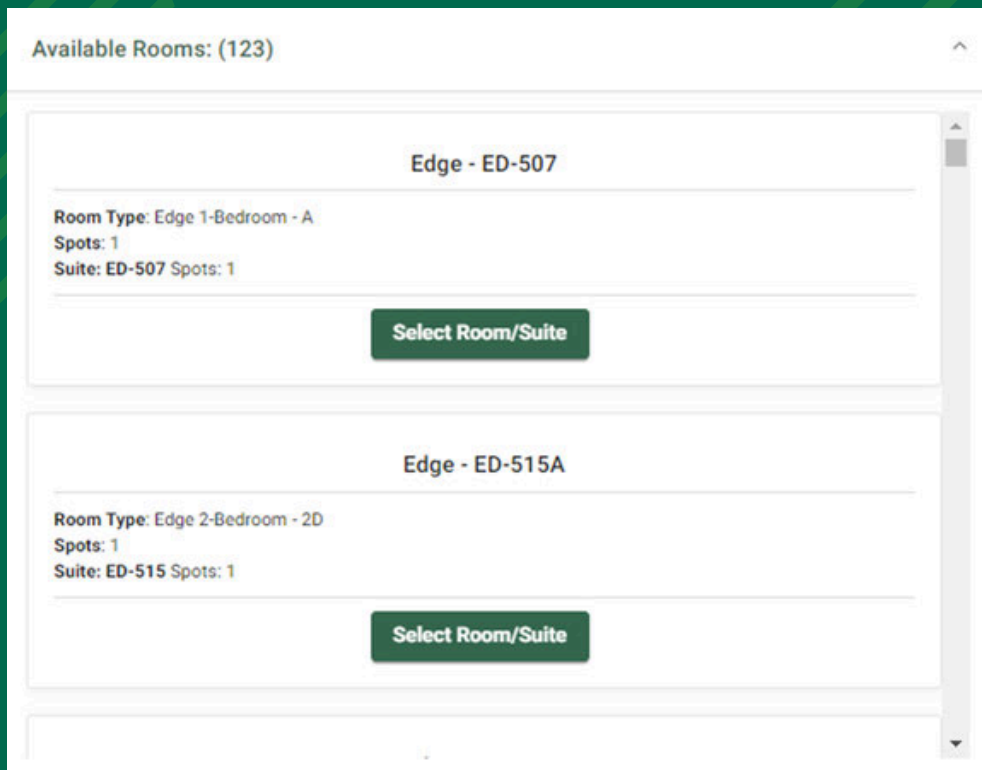 Available Rooms: (123)
Edge - ED-507
Room Type: Edge 1-Bedroom - A
Spots: 1
Suite: ED-507 Spots: 1
Select Room/Suite
Edge - ED-515A
Room Type: Edge 2-Bedroom - 2D
Spots: 1
Suite: ED-515 Spots: 1
Select Room/Suite